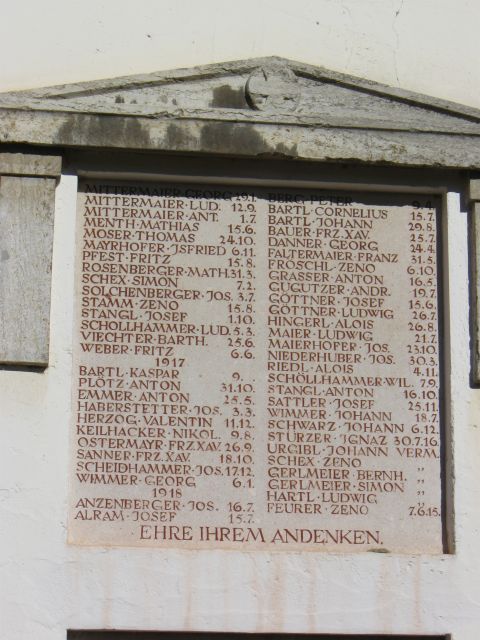 MITTERMAIER·GEORG 19.1.
MITTERMAIER·LUD. 12.9.
MITTERMAIER·ANT. 1.7.
MENTH·MATHIAS 15.6.
MOSER·THOMAS 24.10.
MAYRHOFER·ISFRIED 6.11.
PFEST·FRITZ 15.8.
ROSENBERGER·MATH. 31.3.
SCHEX·SIMON 7.2.
SOLCHENBERGER·JOS. 3.7.
STAMM·ZENO 15.8.
STANGL·JOSEF 1.10.
SCHOLLHAMMER·LUD. 5.3.
VIECHTER·BARTH. 25.6.
WEBER·FRITZ 6.6.
1917
BARTL·KASPAR 9.
PLÖTZ·ANTON 31.10.
EMMER·ANTON 25.5.
HABERSTETTER·JOS. 3.3.
HERZOG·VALENTIN 11.12.
KEILHACKER·NIKOL. 9.8.
OSTERMAYR·FRZ.XAV. 26.9.
SANNER·FRZ.XAV. 18.10.
SCHEIDHAMMER·JOS. 17.12.
WIMMER·GEORG 6.1.
1918
ANZENBERGER·JOS. 16.7.
ALRAM·JOSEF 15.7.
BERG·PETER 9.4.
BARTL·CORNELIUS 15.7.
BARTL·JOHANN 29.8.
BAUER·FRZ.XAV. 25.7.
DANNER·GEORG 24.4.
FALTERMAIER·FRANZ 31.5.
FRÖSCHL·ZENO 6.10.
GRASSER·ANTON 16.5.
GUGUTZER·ANDR. 19.7.
GÖTTNER·JOSEF 15.6.
GÖTTNER·LUDWIG 26.7.
HINGERL·ALOIS 26.8.
MAIER·LUDWIG 21.7.
MAIERHOFER·JOS. 23.10.
NIEDERHUBER·JOS. 30.3.
RIEDL·ALOIS 4.11.
SCHÖLLHAMMER·WIL. 7.9.
STANGL·ANTON 16.10.
SATTLER·JOSEF 25.11.
WIMMER·JOHANN 18.7.
SCHWARZ·JOHANN 6.12.
STURZER·IGNAZ 30.7.16.
URGIBL·JOHANN VERM.
SCHEX·ZENO "
GERLMEIER·BERNH. "
GERLMEIER·SIMON "
HARTL·LUDWIG "
FEURER·ZENO 7.6.15.
EHRE IHREM ANDENKEN.